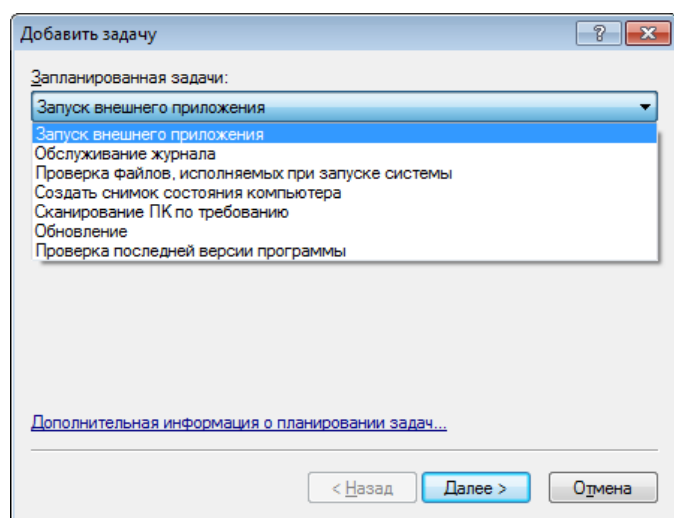 Добавить задачу
Запланированная задачи:
Запуск внешнего приложения
Запуск внешнего приложения
Обслуживание журнала
Проверка файлов, исполняемых при запуске системы
Создать снимок состояния компьютера
Сканирование ПК по требованию
Обновление
Проверка последней версии программы
Дополнительная информация о планировании задач...
< Назад Далее > Отмена